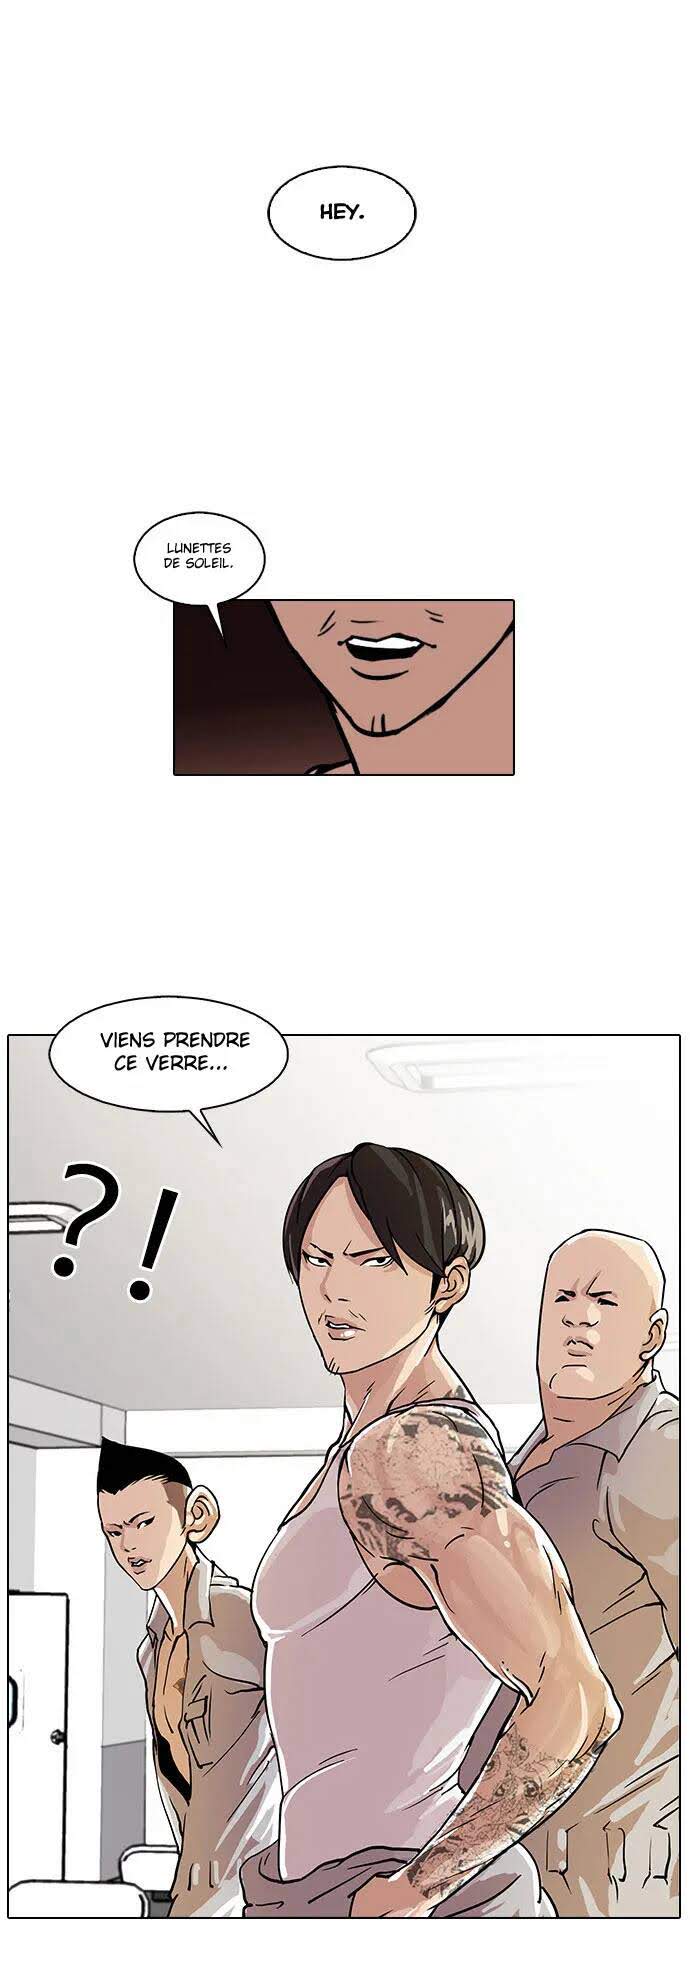 HEY.
LUNETTES
DE SOLEIL.
VIENS PRENDRE
CE VERRE...
?!